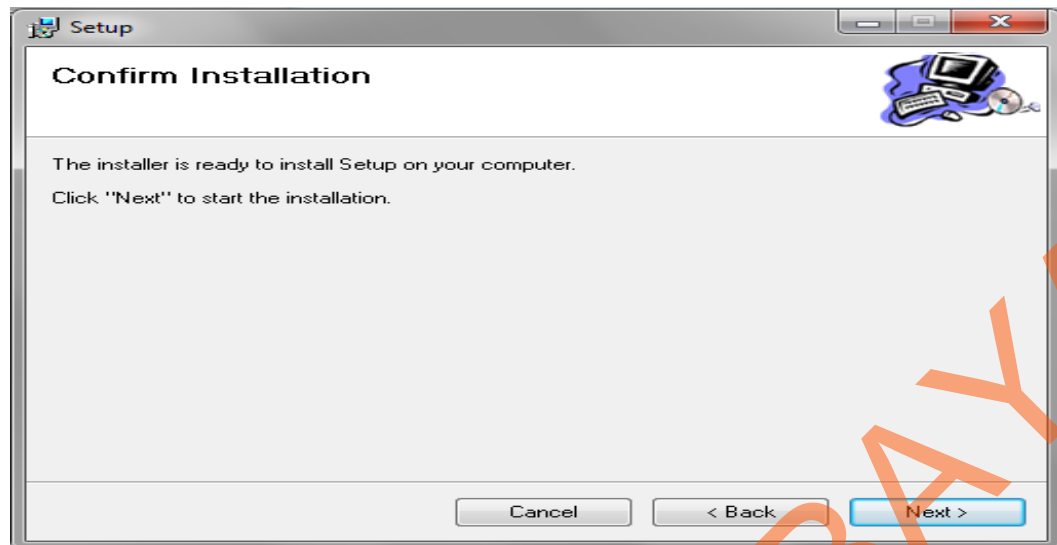 Setup
Confirm Installation
The installer is ready to install Setup on your computer.
Click "Next" to start the installation.
Cancel
< Back
Next >